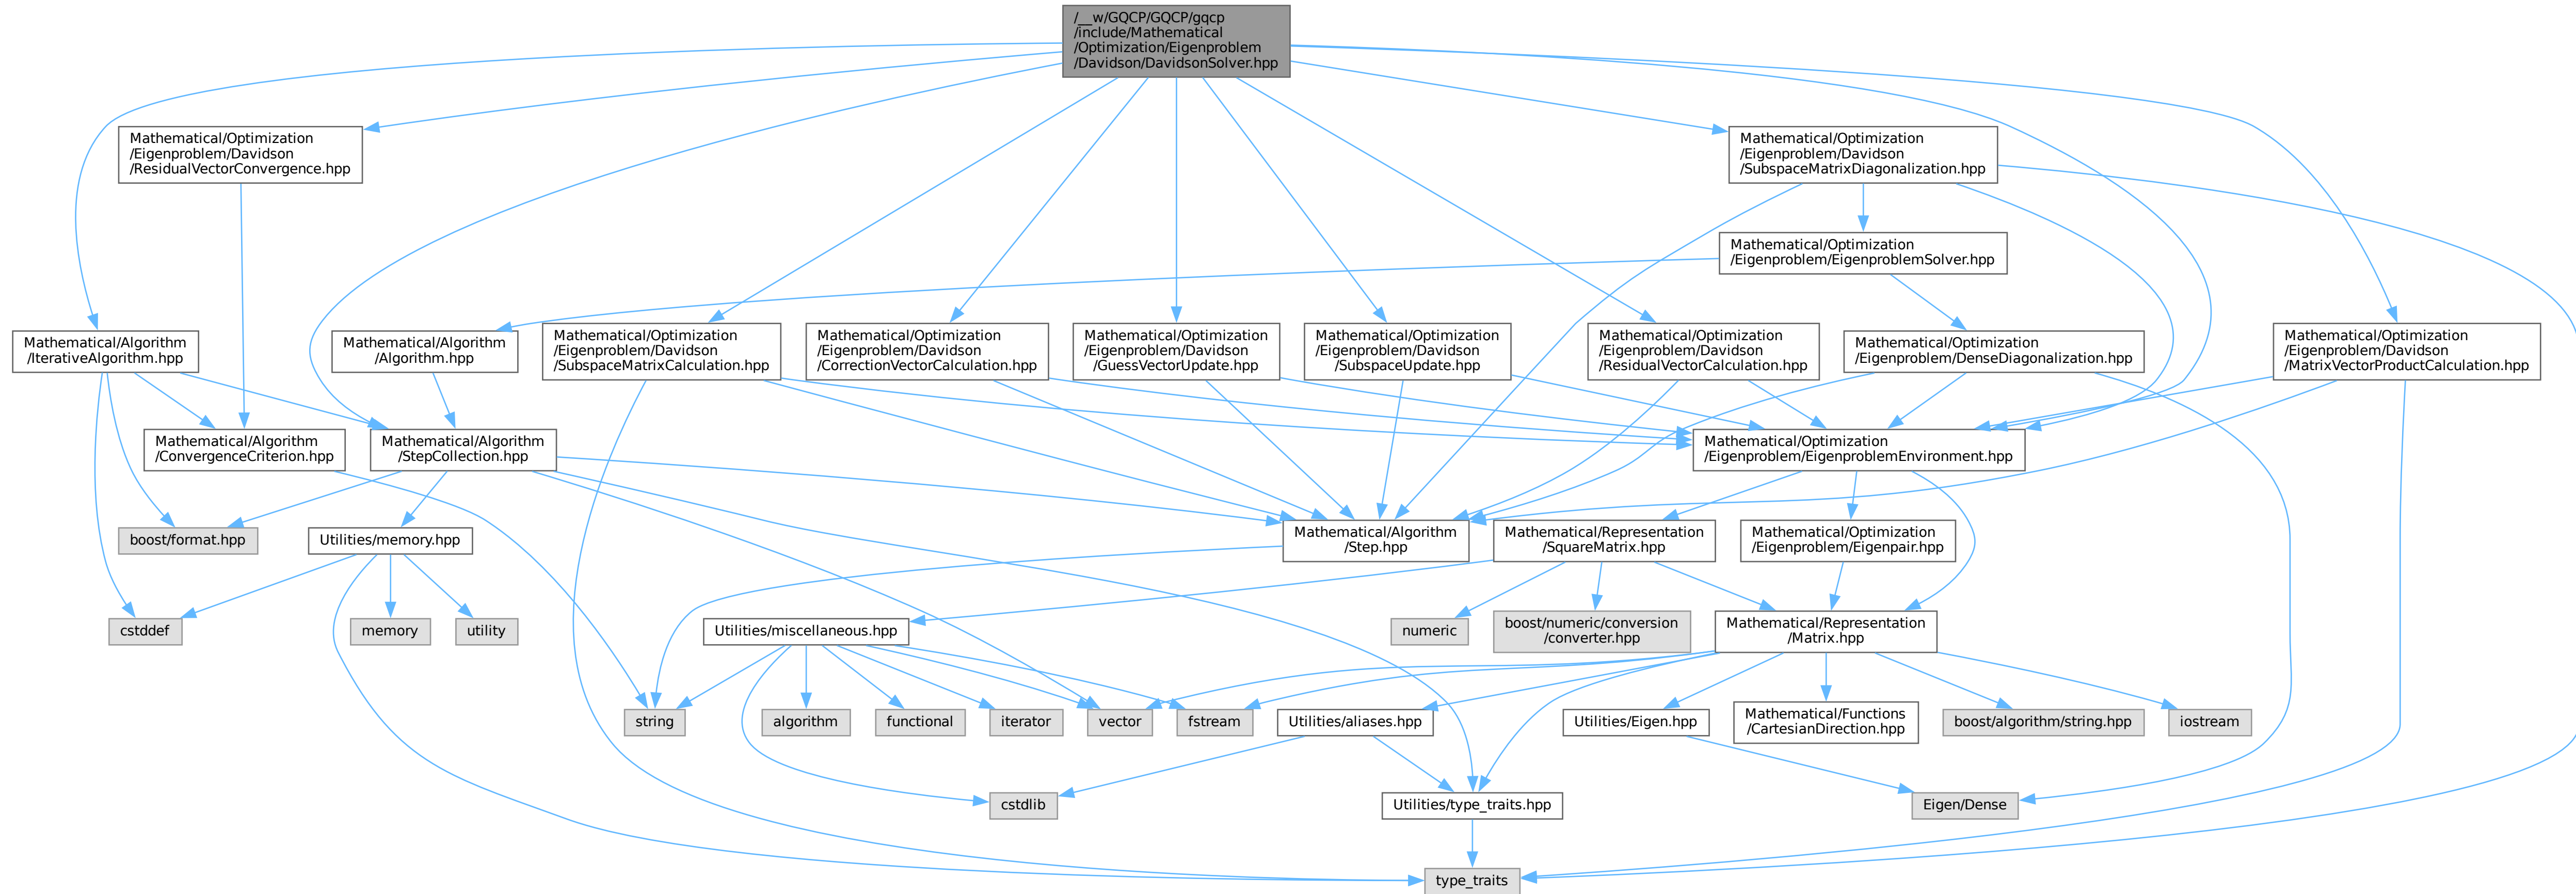 /__w/GQCP/GQCP/gqcp
/include/Mathematical
/Optimization/Eigenproblem
/Davidson/DavidsonSolver.hpp
Mathematical/Optimization
/Eigenproblem/Davidson
/ResidualVectorConvergence.hpp
Mathematical/Optimization
/Eigenproblem/Davidson
/SubspaceMatrixDiagonalization.hpp
Mathematical/Optimization
/Eigenproblem/EigenproblemSolver.hpp
Mathematical/Algorithm
/IterativeAlgorithm.hpp
Mathematical/Algorithm
/Algorithm.hpp
Mathematical/Optimization
/Eigenproblem/Davidson
/SubspaceMatrixCalculation.hpp
Mathematical/Optimization
/Eigenproblem/Davidson
/CorrectionVectorCalculation.hpp
Mathematical/Optimization
/Eigenproblem/Davidson
/GuessVectorUpdate.hpp
Mathematical/Optimization
/Eigenproblem/Davidson
/SubspaceUpdate.hpp
Mathematical/Optimization
/Eigenproblem/Davidson
/ResidualVectorCalculation.hpp
Mathematical/Optimization
/Eigenproblem/DenseDiagonalization.hpp
Mathematical/Optimization
/Eigenproblem/Davidson
/MatrixVectorProductCalculation.hpp
Mathematical/Algorithm
/ConvergenceCriterion.hpp
Mathematical/Algorithm
/StepCollection.hpp
Mathematical/Optimization
/Eigenproblem/EigenproblemEnvironment.hpp
boost/format.hpp
Utilities/memory.hpp
Mathematical/Algorithm
/Step.hpp
Mathematical/Representation
/SquareMatrix.hpp
Mathematical/Optimization
/Eigenproblem/Eigenpair.hpp
cstddef
memory
utility
Utilities/miscellaneous.hpp
numeric
boost/numeric/conversion
/converter.hpp
Mathematical/Representation
/Matrix.hpp
string
algorithm
functional
iterator
vector
fstream
Utilities/aliases.hpp
Utilities/Eigen.hpp
Mathematical/Functions
/CartesianDirection.hpp
boost/algorithm/string.hpp
iostream
cstdlib
Utilities/type_traits.hpp
Eigen/Dense
type_traits